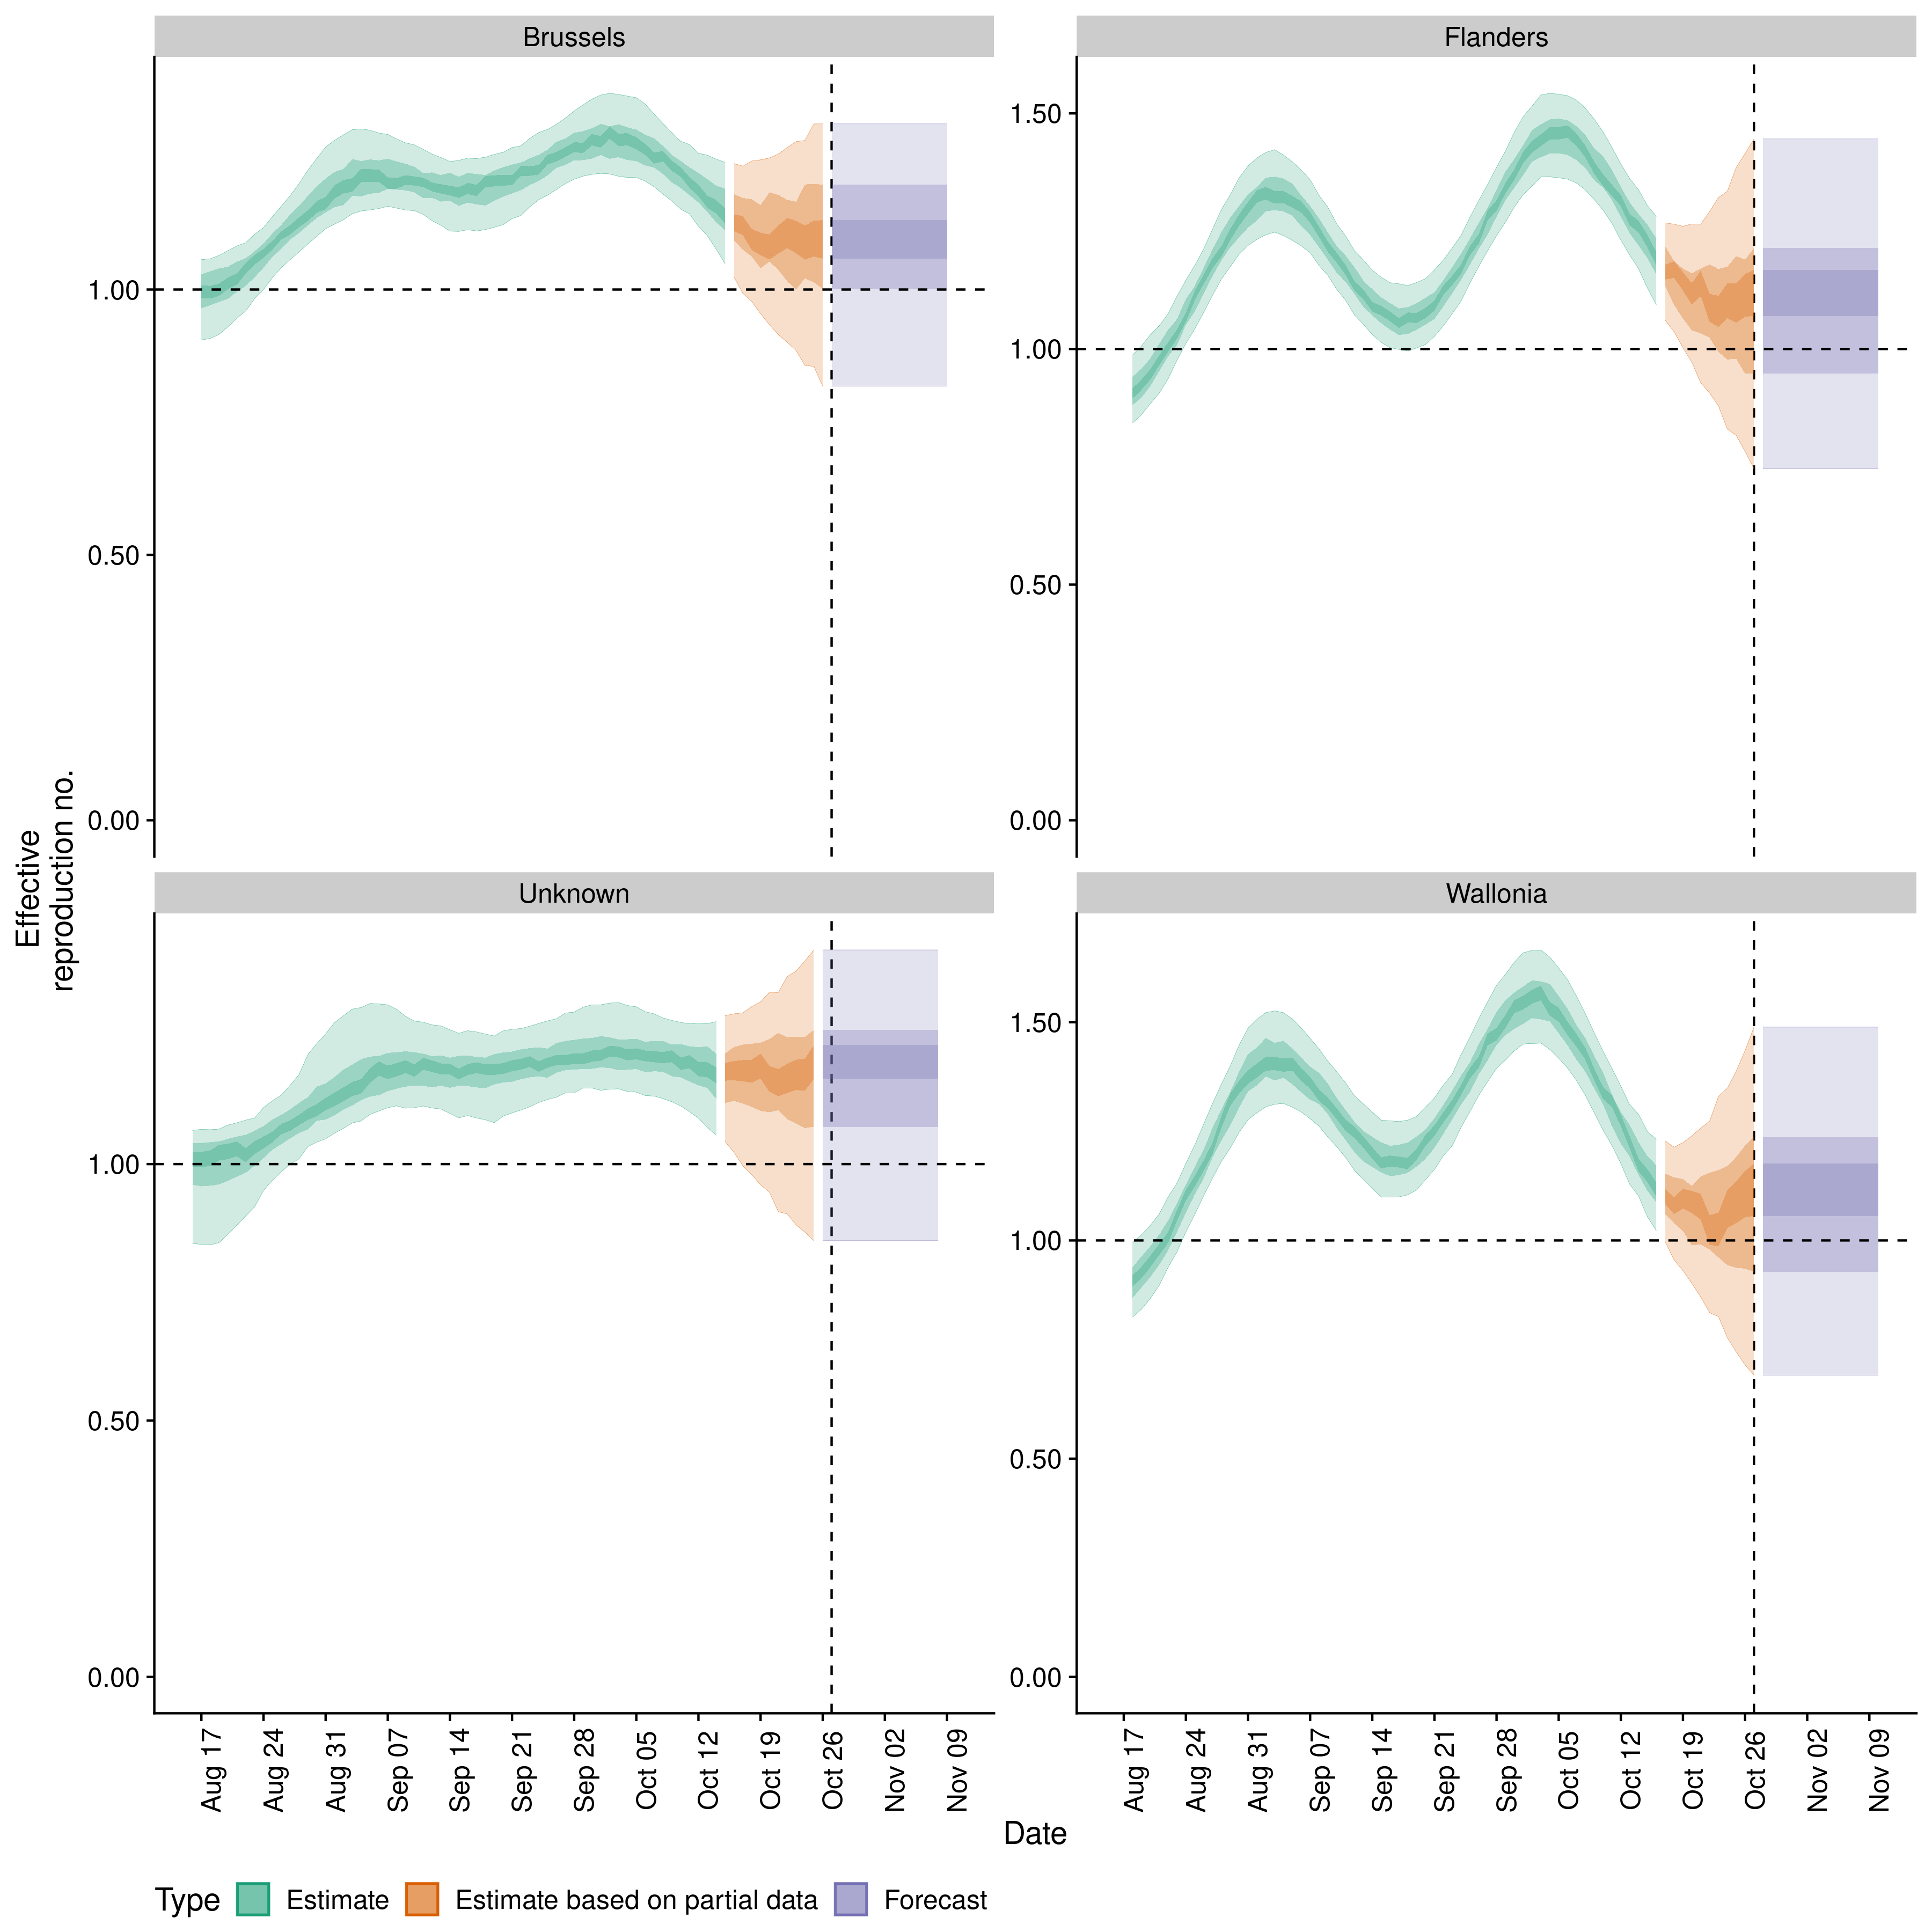 Brussels
Flanders
1.00
0.50
0.00
1.50
1.00
0.50
0.00
Effective
reproduction no.
Unknown
Wallonia
1.00
0.50
0.00
1.50
1.00
0.50
0.00
Aug 17
Aug 24
Aug 31
Sep 07
Sep 14
Sep 21
Sep 28
Oct 05
Oct 12
Oct 19
Oct 26
Nov 02
Nov 09
Aug 17
Aug 24
Aug 31
Sep 07
Sep 14
Sep 21
Sep 28
Oct 05
Oct 12
Oct 19
Oct 26
Nov 02
Nov 09
Date
Type Estimate Estimate based on partial data Forecast